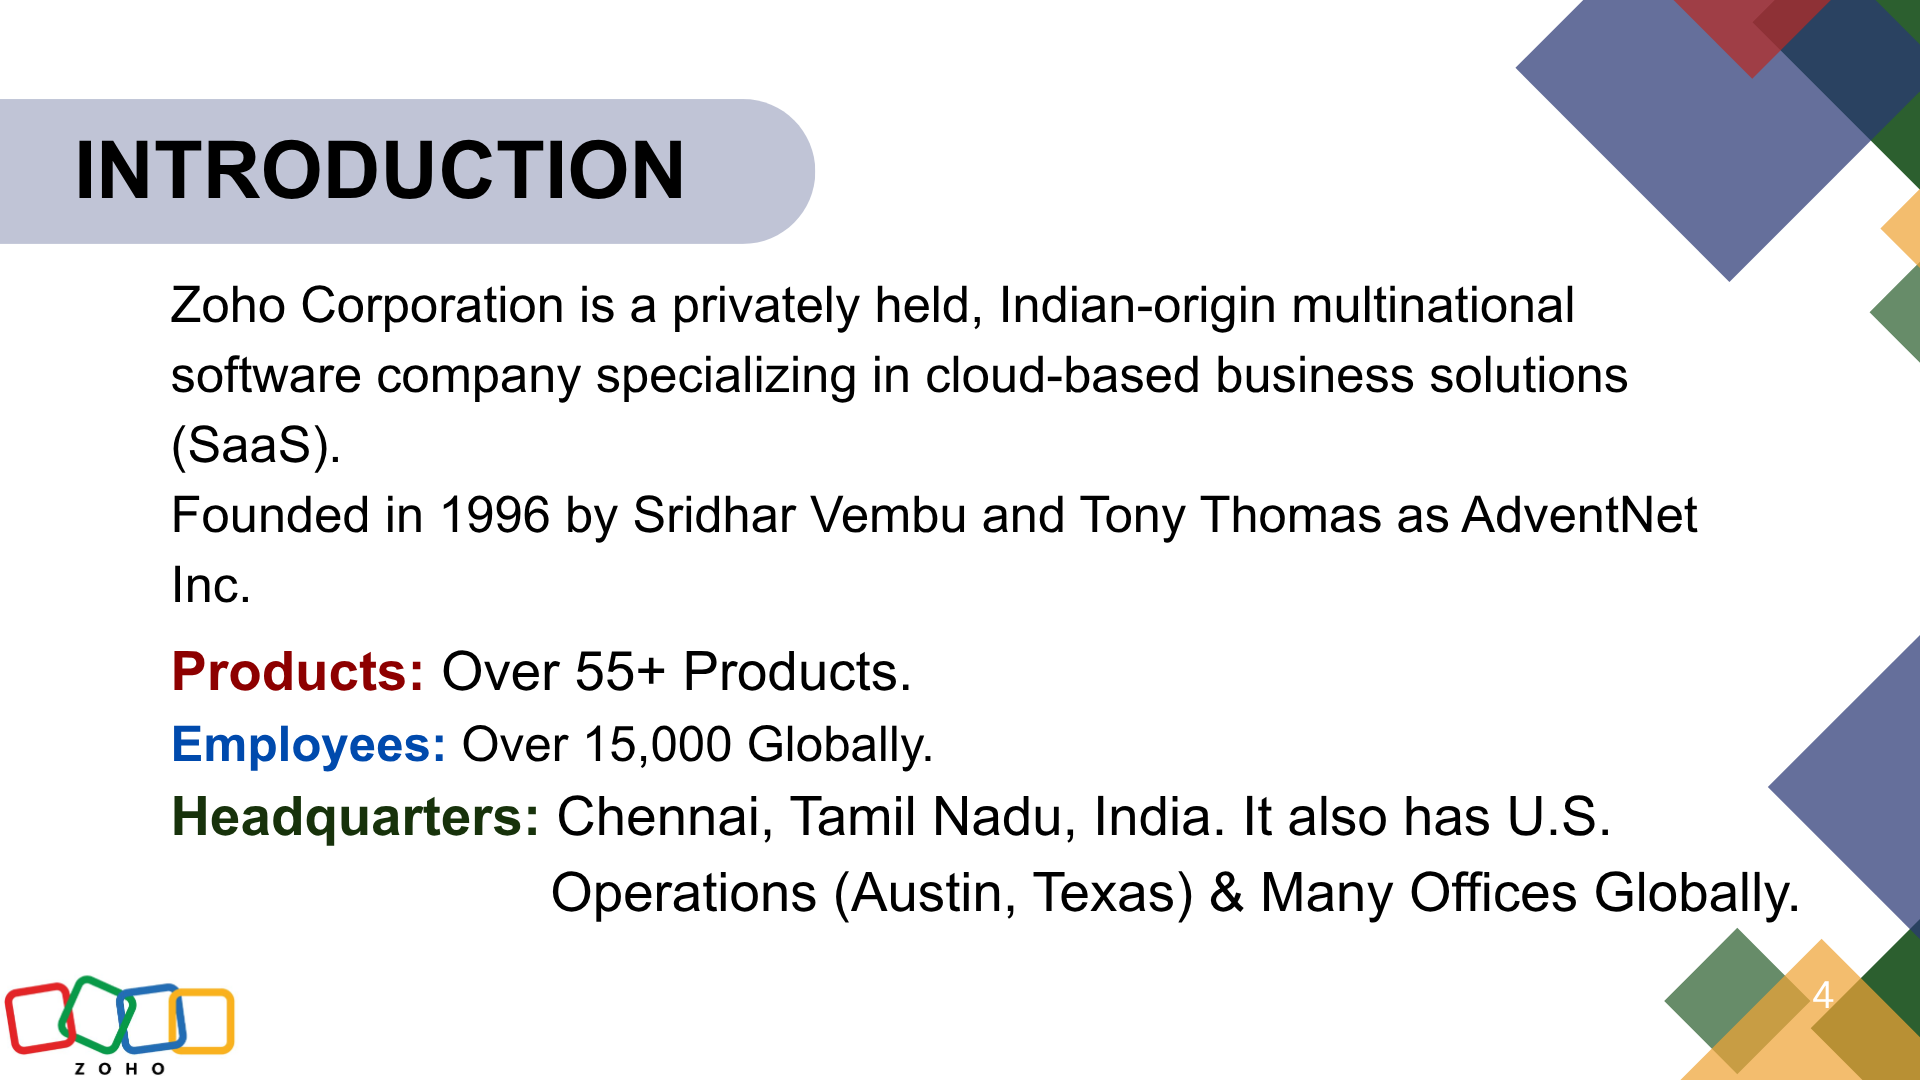 INTRODUCTION
Zoho Corporation is a privately held, Indian-origin multinational
software company specializing in cloud-based business solutions
(SaaS).
Founded in 1996 by Sridhar Vembu and Tony Thomas as AdventNet
Inc.
Products: Over 55+ Products.
Employees: Over 15,000 Globally.
Headquarters: Chennai, Tamil Nadu, India. It also has U.S.
Operations (Austin, Texas) & Many Offices Globally.
4
ZOHO